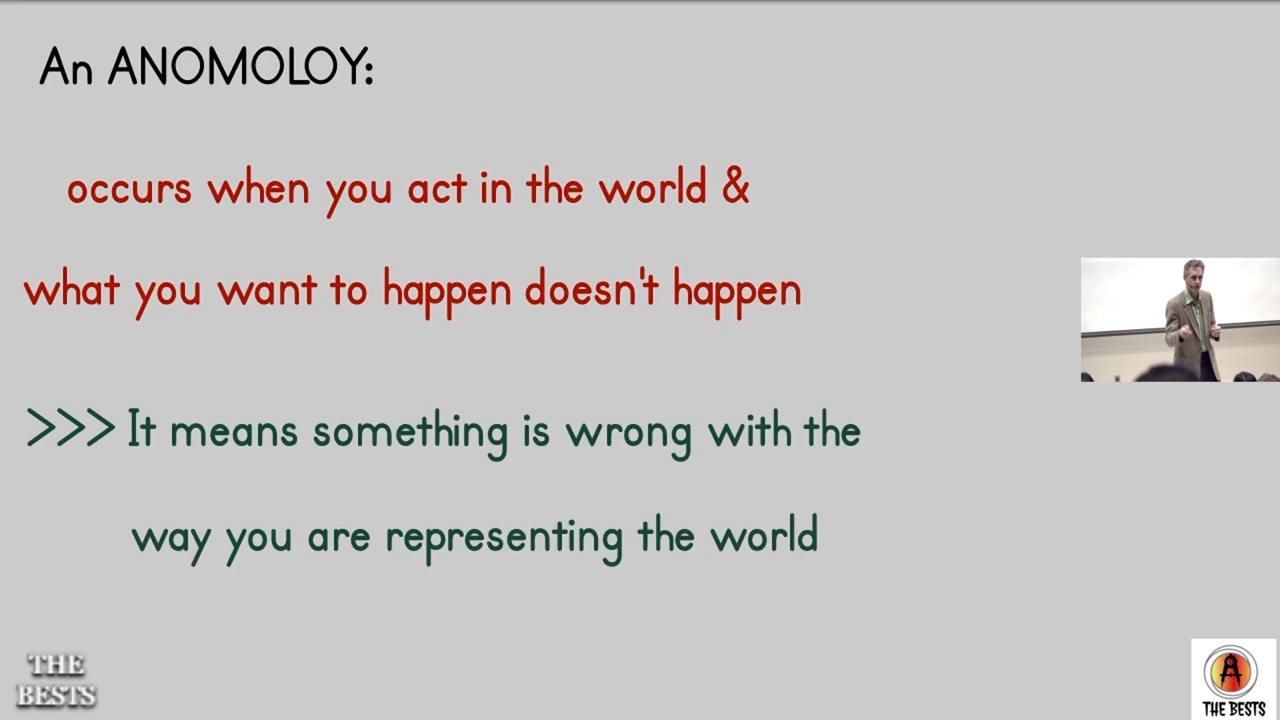 An ANOMOLOY:
occurs when you act in the world &
what you want to happen doesn't happen
>>> It means something is wrong with the
way you are representing the world
THE
BESTS
A
THE BESTS